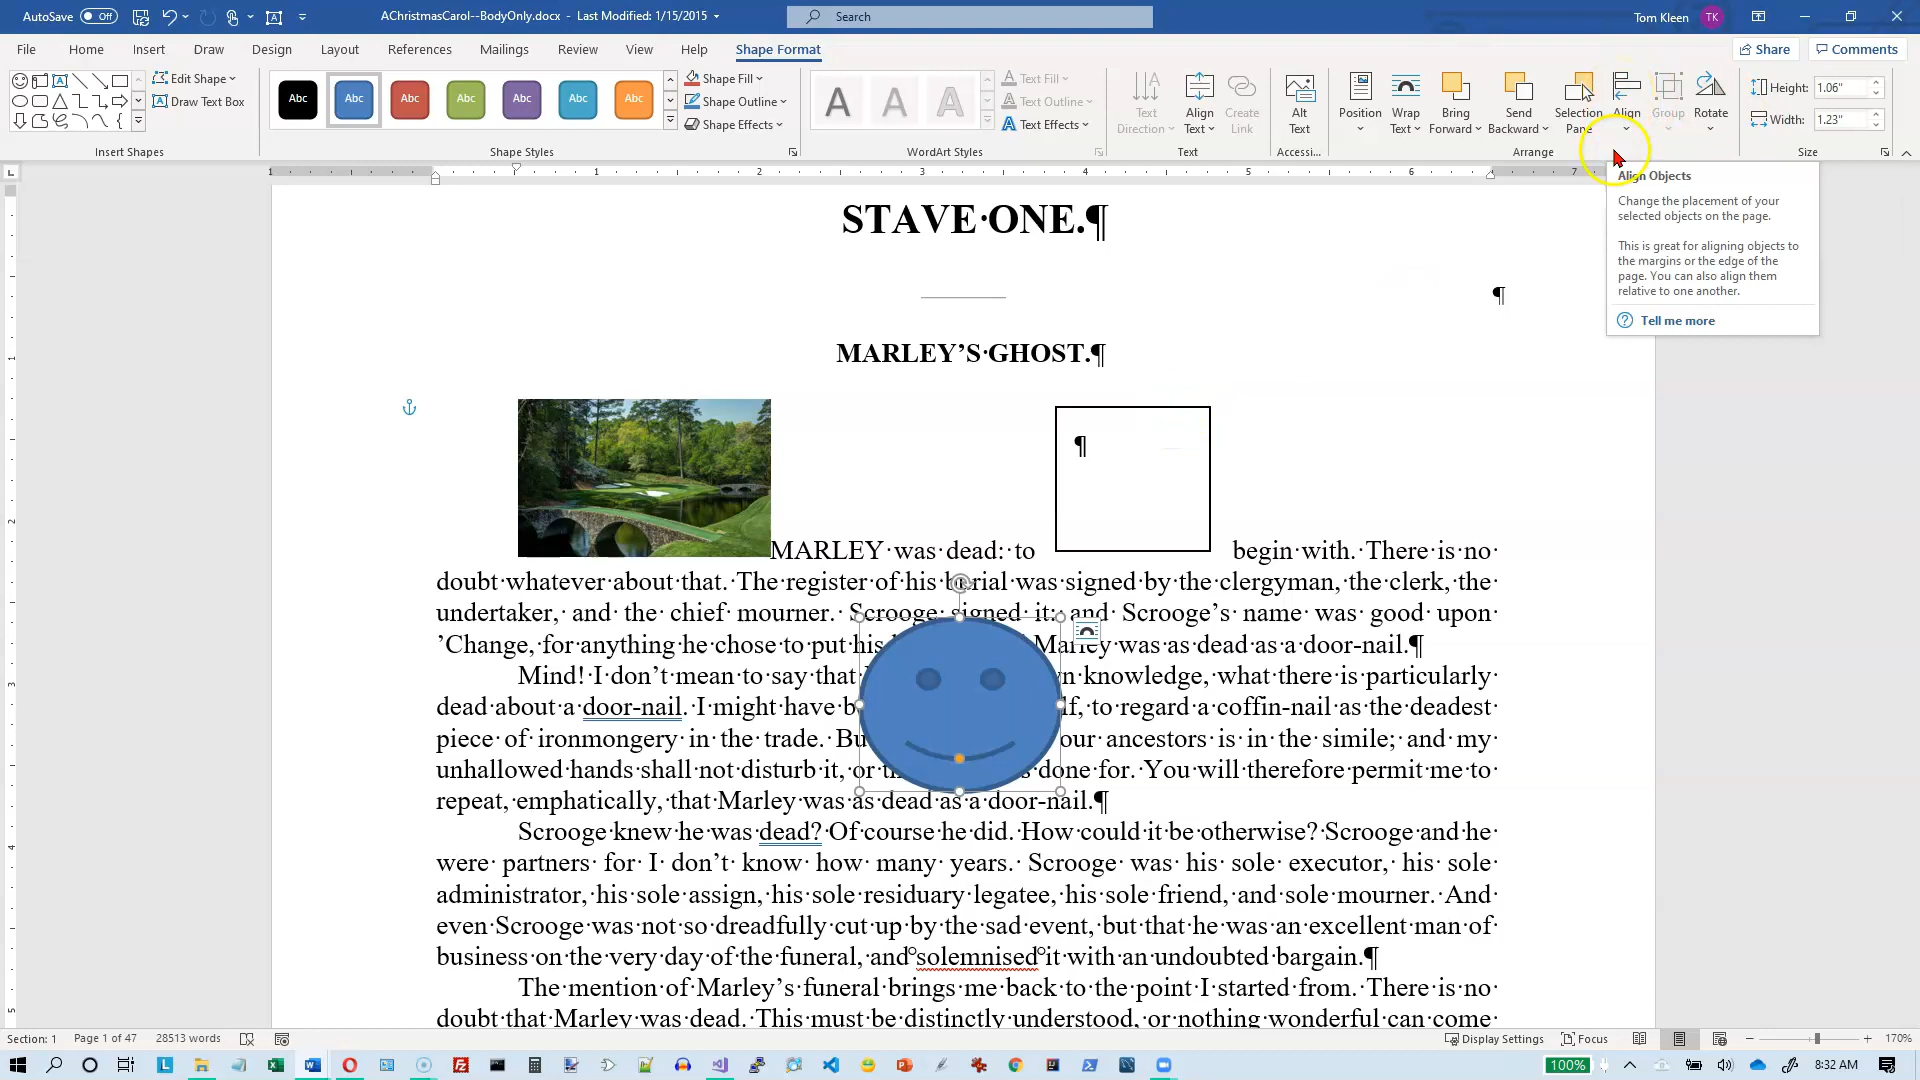 AutoSave Off AChristmasCarol--BodyOnly.docx - Last Modified: 1/15/2015 Search Tom Kleen TK
File Home Insert Draw Design Layout References Mailings Review View Help Shape Format Share Comments
Edit Shape
Draw Text Box
Insert Shapes
Abc Abc Abc Abc Abc Abc Abc
Shape Fill
Shape Outline
Shape Effects
Shape Styles
A A A
Text Fill
Text Outline
Text Effects
WordArt Styles
Text Direction
Align Text
Create Link
Text
Alt Text
Accessi...
Position
Wrap Text
Bring Forward
Send Backward
Selection Pane
Align
Group
Rotate
Arrange
Height: 1.06"
Width: 1.23"
Size
1 1 2 3 4 5 6 7
Align Objects
Change the placement of your
selected objects on the page.
This is great for aligning objects to
the margins or the edge of the
page. You can also align them
relative to one another.
Tell me more
STAVE·ONE.¶
¶
MARLEY’S·GHOST.¶
¶
MARLEY·was·dead:·to begin·with.·There·is·no·
doubt·whatever·about·that.·The·register·of·his·burial·was·signed·by·the·clergyman,·the·clerk,·the·
undertaker,·and·the·chief·mourner.·Scrooge·signed·it:·and·Scrooge’s·name·was·good·upon·
’Change,·for·anything·he·chose·to·put·his Marley·was·as·dead·as·a·door-nail.¶
Mind!·I·don’t·mean·to·say·that knowledge,·what·there·is·particularly·
dead·about·a·door-nail.·I·might·have to·regard·a·coffin-nail·as·the·deadest·
piece·of·ironmongery·in·the·trade. our·ancestors·is·in·the·simile;·and·my·
unhallowed·hands·shall·not·disturb·it,·or done·for.·You·will·therefore·permit·me·to·
repeat,·emphatically,·that·Marley·was·as·dead·as·a·door-nail.¶
Scrooge·knew·he·was·dead?·Of·course·he·did.·How·could·it·be·otherwise?·Scrooge·and·he·
were·partners·for·I·don’t·know·how·many·years.·Scrooge·was·his·sole·executor,·his·sole·
administrator,·his·sole·assign,·his·sole·residuary·legatee,·his·sole·friend,·and·sole·mourner.·And·
even·Scrooge·was·not·so·dreadfully·cut·up·by·the·sad·event,·but·that·he·was·an·excellent·man·of·
business·on·the·very·day·of·the·funeral,·and°solemnised°it·with·an·undoubted·bargain.¶
The·mention·of·Marley’s·funeral·brings·me·back·to·the·point·I·started·from.·There·is·no·
doubt·that·Marley·was·dead.·This·must·be·distinctly·understood,·or·nothing·wonderful·can·come·
1
2
3
4
5
Section: 1 Page 1 of 47 28513 words Display Settings Focus 170%
100% 8:32 AM